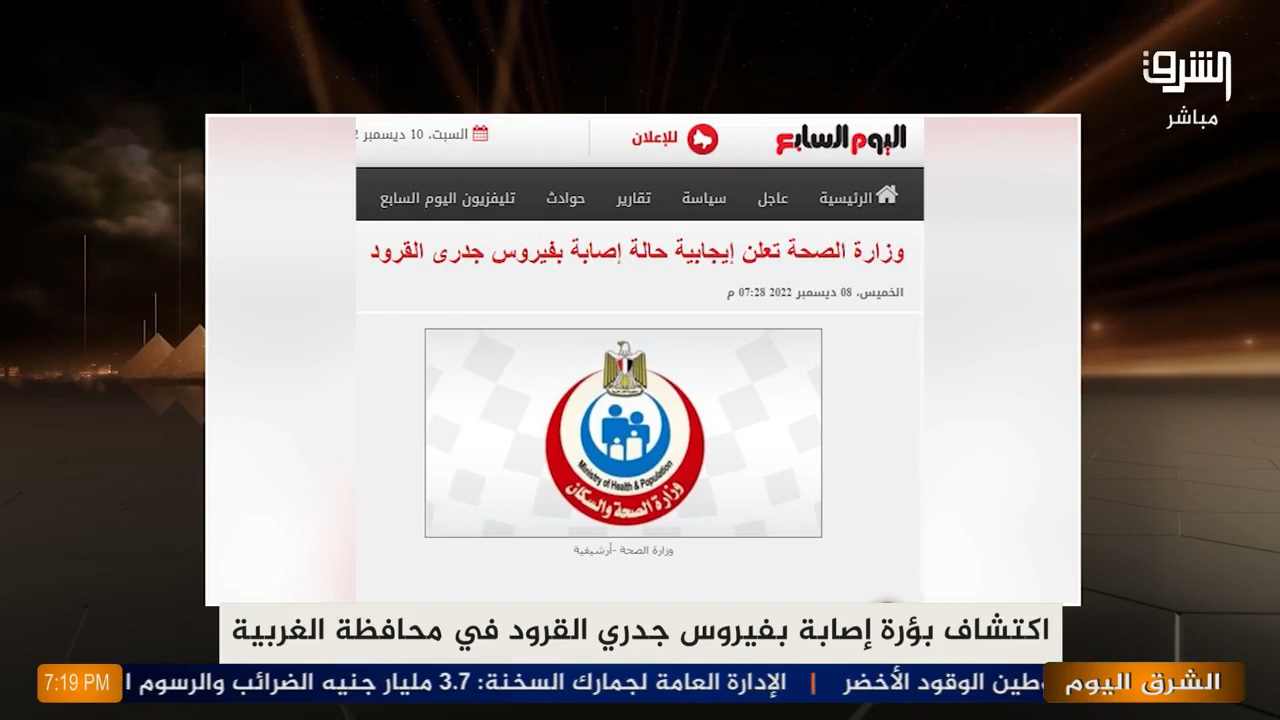 الشرق
مباشر
اليوم السابع
للإعلان
السبت، 10 ديسمبر
الرئيسية
عاجل
سياسة
تقارير
حوادث
تليفزيون اليوم السابع
وزارة الصحة تعلن إيجابية حالة إصابة بفيروس جدرى القرود
الخميس، 08 ديسمبر 2022 07:28 م
Ministry of Health & Population
وزارة الصحة والسكان
وزارة الصحة -أرشيفية
اكتشاف بؤرة إصابة بفيروس جدري القرود في محافظة الغربية
الشرق اليوم
الوقود الأخضر | الإدارة العامة لجمارك السخنة: 3.7 مليار جنيه الضرائب والرسوم
7:19 PM